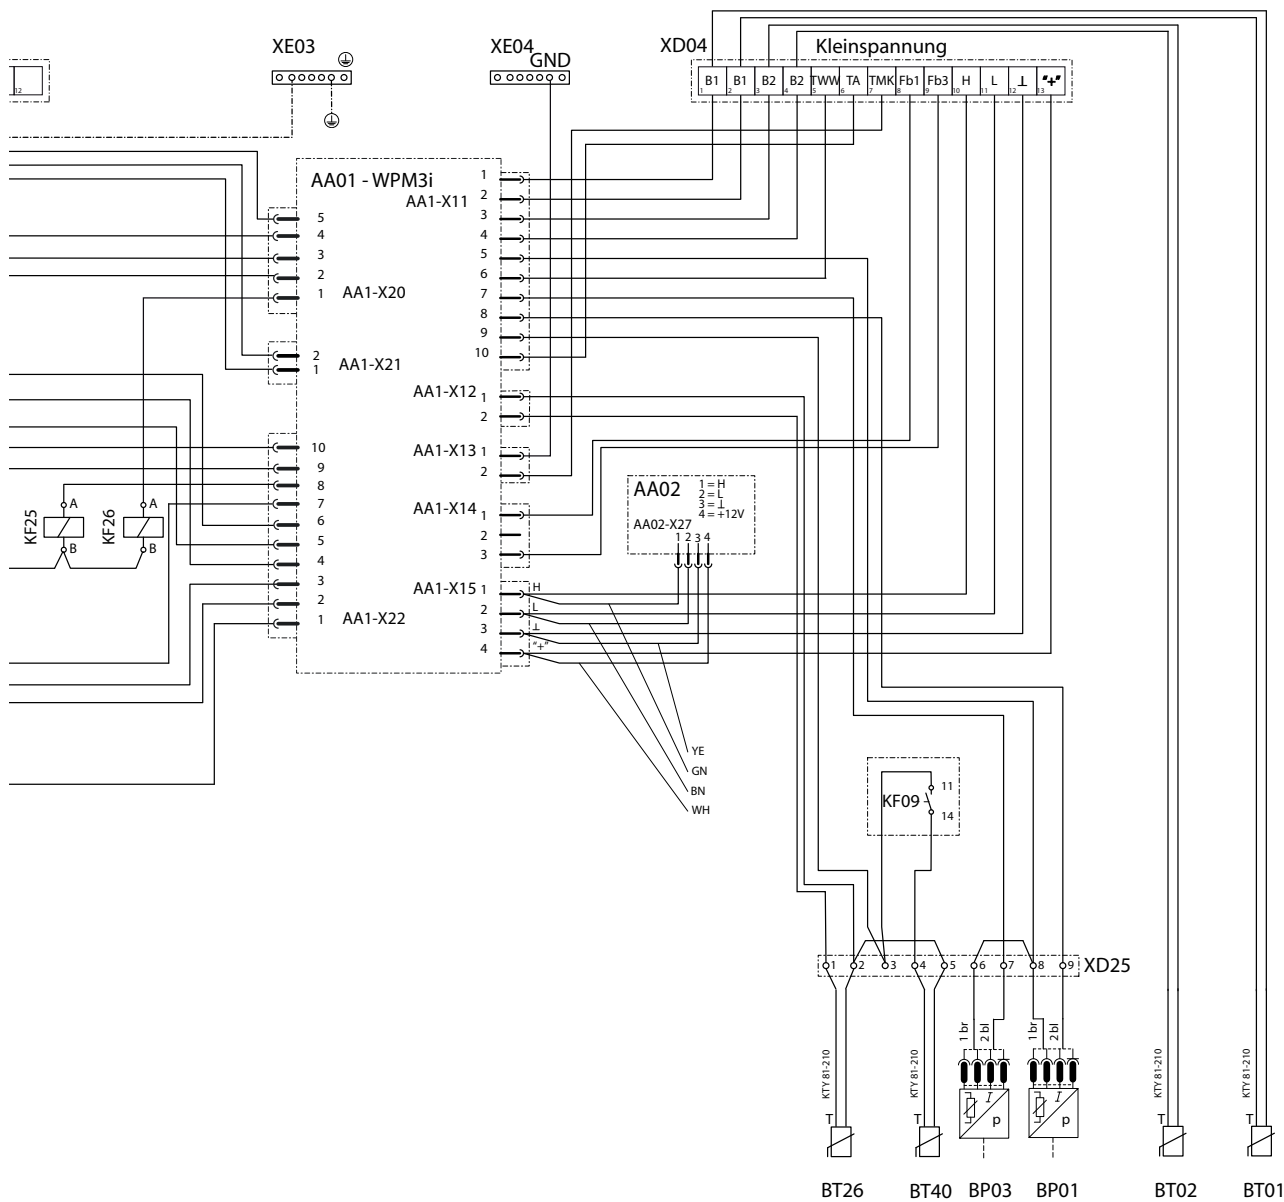 XE03
XE04
GND
XD04
Kleinspannung
12
B1 B1 B2 B2 TWW TA TMK Fb1 Fb3 H L ⊥ "+"
1 2 3 4 5 6 7 8 9 10 11 12 13
AA01 - WPM3i
AA1-X11
1
2
3
4
5
6
7
8
9
10
5
4
3
2
1
AA1-X20
2
1
AA1-X21
AA1-X12
1
2
AA1-X13
1
2
AA1-X14
1
2
3
AA1-X15
1
2
3
4
H
L
⊥
"+"
10
9
8
7
6
5
4
3
2
1
AA1-X22
KF25
A
B
KF26
A
B
AA02
1 = H
2 = L
3 = ⊥
4 = +12V
AA02-X27
1 2 3 4
YE
GN
BN
WH
KF09
11
14
1 2 3 4 5 6 7 8 9
XD25
1 br
2 bl
1 br
2 bl
KTY 81-210
KTY 81-210
KTY 81-210
KTY 81-210
T
T
I
p
I
p
T
T
BT26
BT40
BP03
BP01
BT02
BT01